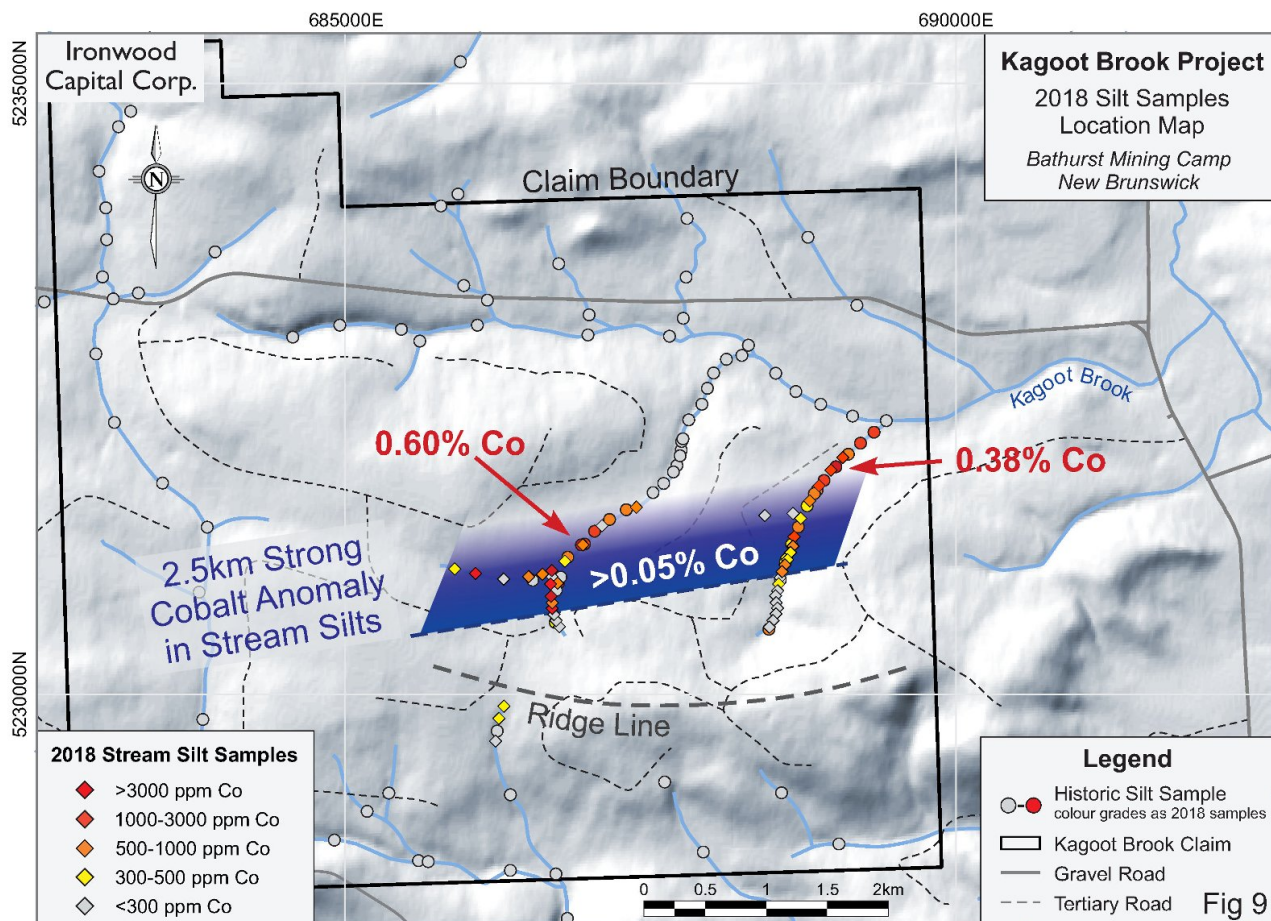 685000E
690000E
5235000N
5230000N
Ironwood
Capital Corp.
N
Kagoot Brook Project
2018 Silt Samples
Location Map
Bathurst Mining Camp
New Brunswick
Claim Boundary
Kagoot Brook
0.60% Co
0.38% Co
>0.05% Co
2.5km Strong
Cobalt Anomaly
in Stream Silts
Ridge Line
2018 Stream Silt Samples
>3000 ppm Co
1000-3000 ppm Co
500-1000 ppm Co
300-500 ppm Co
<300 ppm Co
0 0.5 1 1.5 2km
Legend
Historic Silt Sample
colour grades as 2018 samples
Kagoot Brook Claim
Gravel Road
Tertiary Road
Fig 9